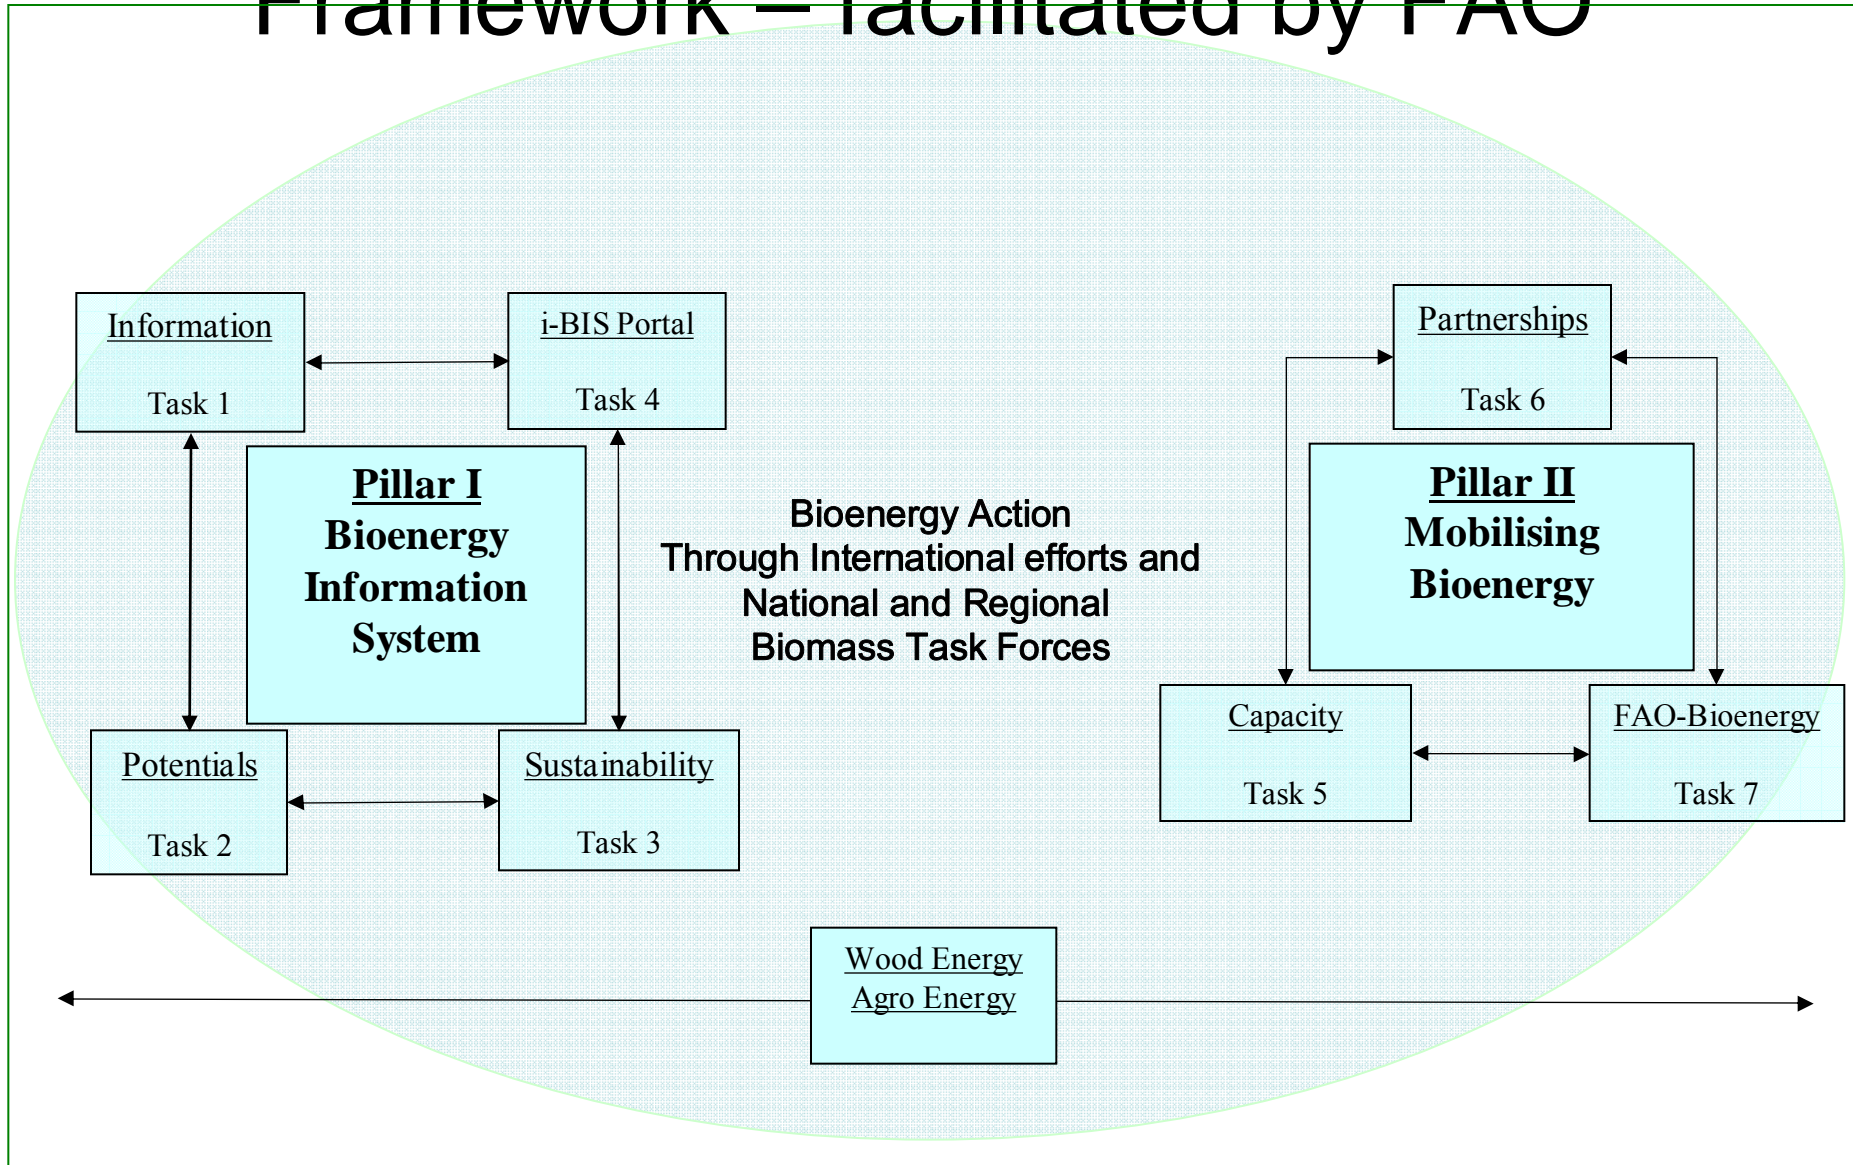 Framework – facilitated by FAO
Information
Task 1
i-BIS Portal
Task 4
Pillar I
Bioenergy
Information
System
Potentials
Task 2
Sustainability
Task 3
Bioenergy Action
Through International efforts and
National and Regional
Biomass Task Forces
Partnerships
Task 6
Pillar II
Mobilising
Bioenergy
Capacity
Task 5
FAO-Bioenergy
Task 7
Wood Energy
Agro Energy